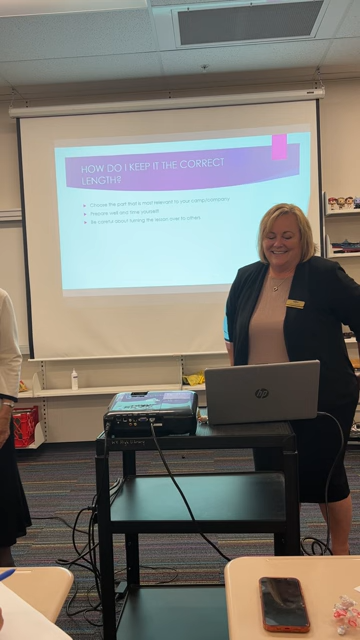 HOW DO I KEEP IT THE CORRECT
LENGTH?
Choose the part that is most relevant to your companionship
Prepare well and time yourself
Be careful about turning the lesson over to others
hp